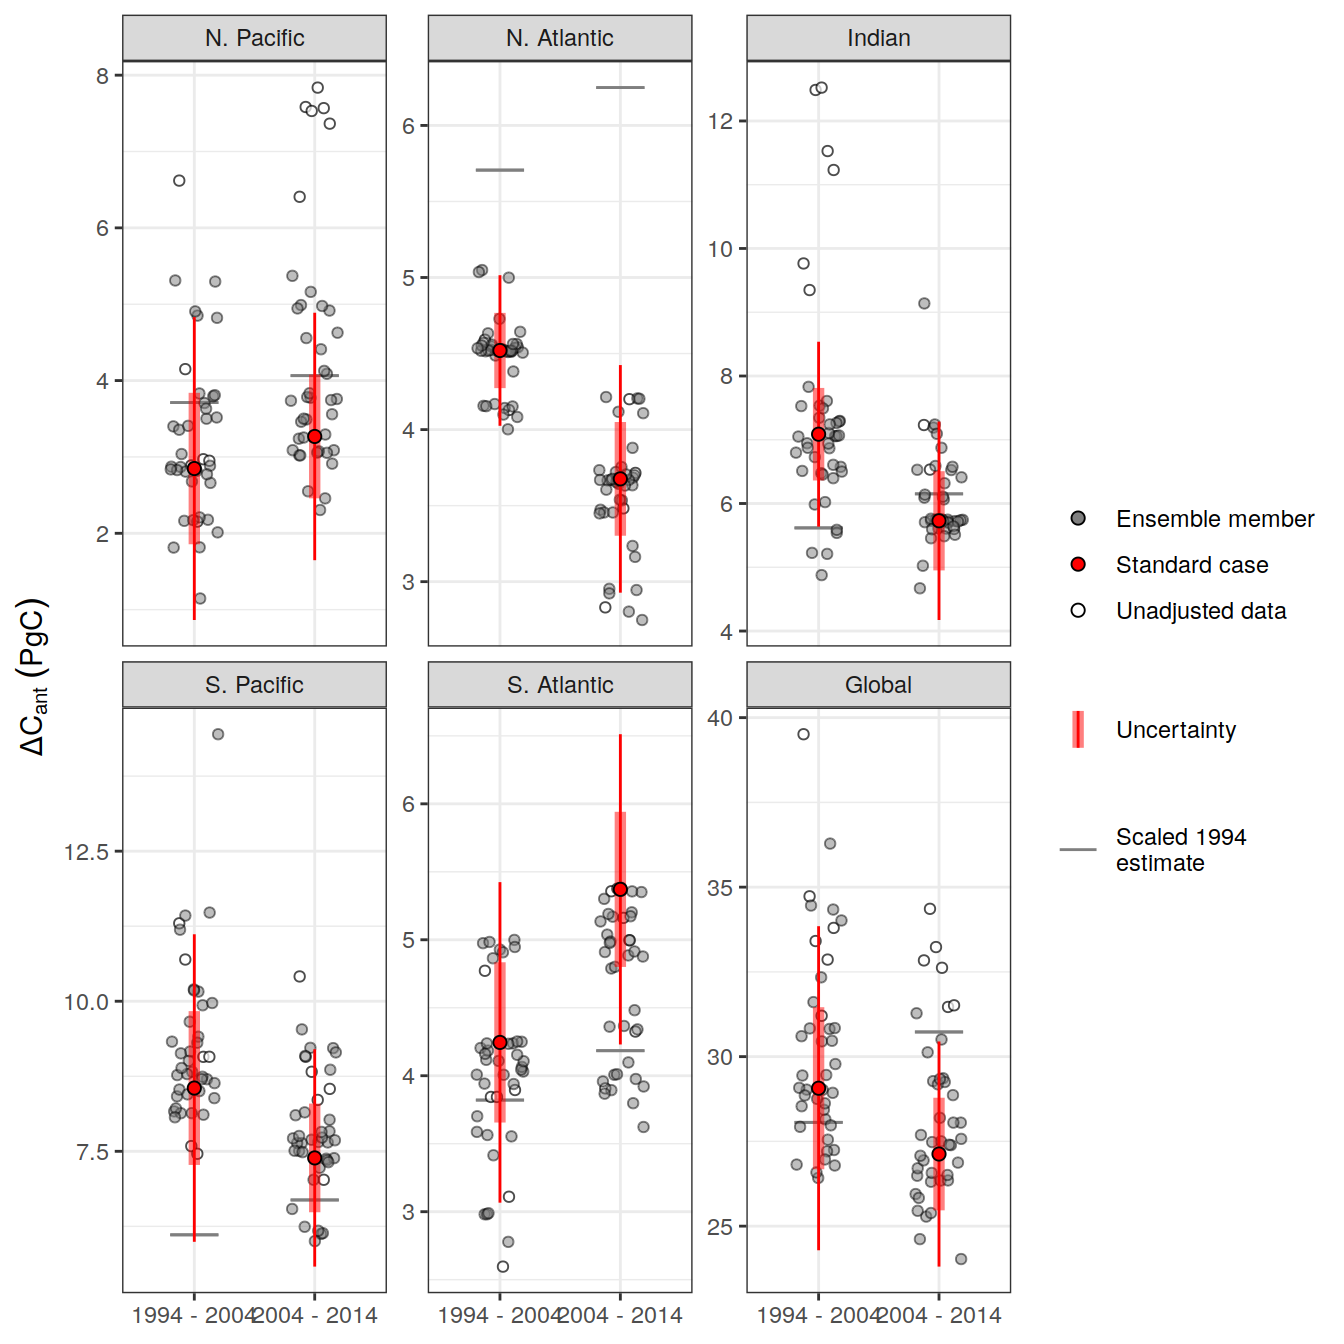 N. Pacific
N. Atlantic
Indian
8
6
4
2
6
5
4
3
12
10
8
6
4
S. Pacific
S. Atlantic
Global
12.5
10.0
7.5
6
5
4
3
40
35
30
25
1994 - 2004
2004 - 2014
1994 - 2004
2004 - 2014
1994 - 2004
2004 - 2014
ΔCant (PgC)
Ensemble member
Standard case
Unadjusted data
Uncertainty
Scaled 1994
estimate